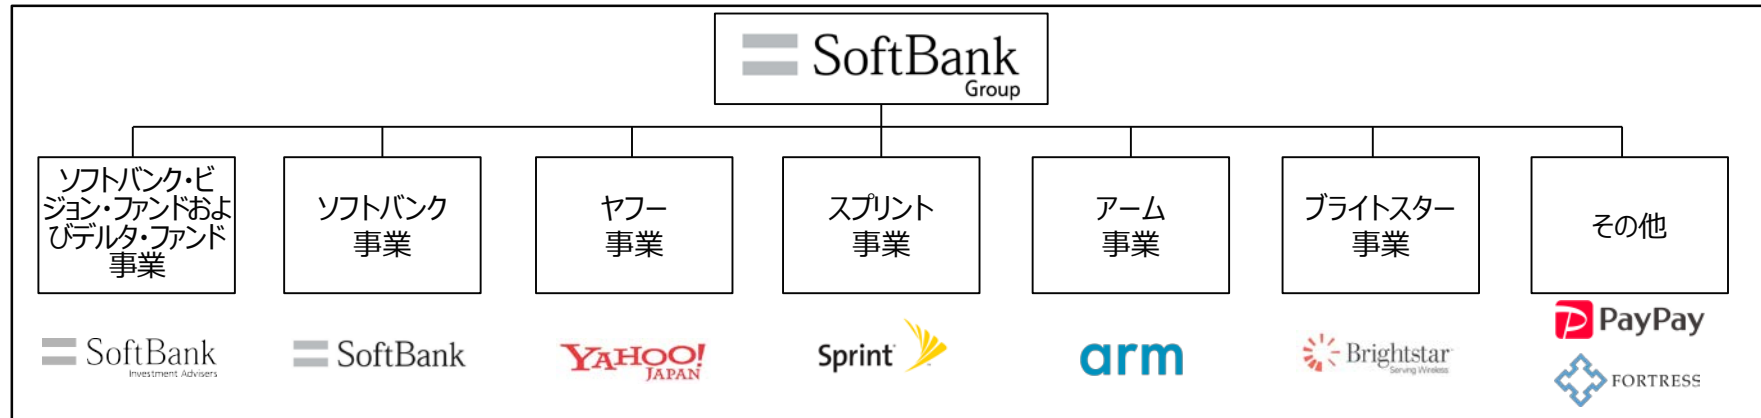 SoftBank
Group
ソフトバンク・ビ
ジョン・ファンドおよ
びデルタ・ファンド
事業
ソフトバンク
事業
ヤフー
事業
スプリント
事業
アーム
事業
ブライトスター
事業
その他
SoftBank
Investment Advisers
SoftBank
YAHOO!
JAPAN
Sprint
arm
Brightstar
Serving Wireless
PayPay
FORTRESS